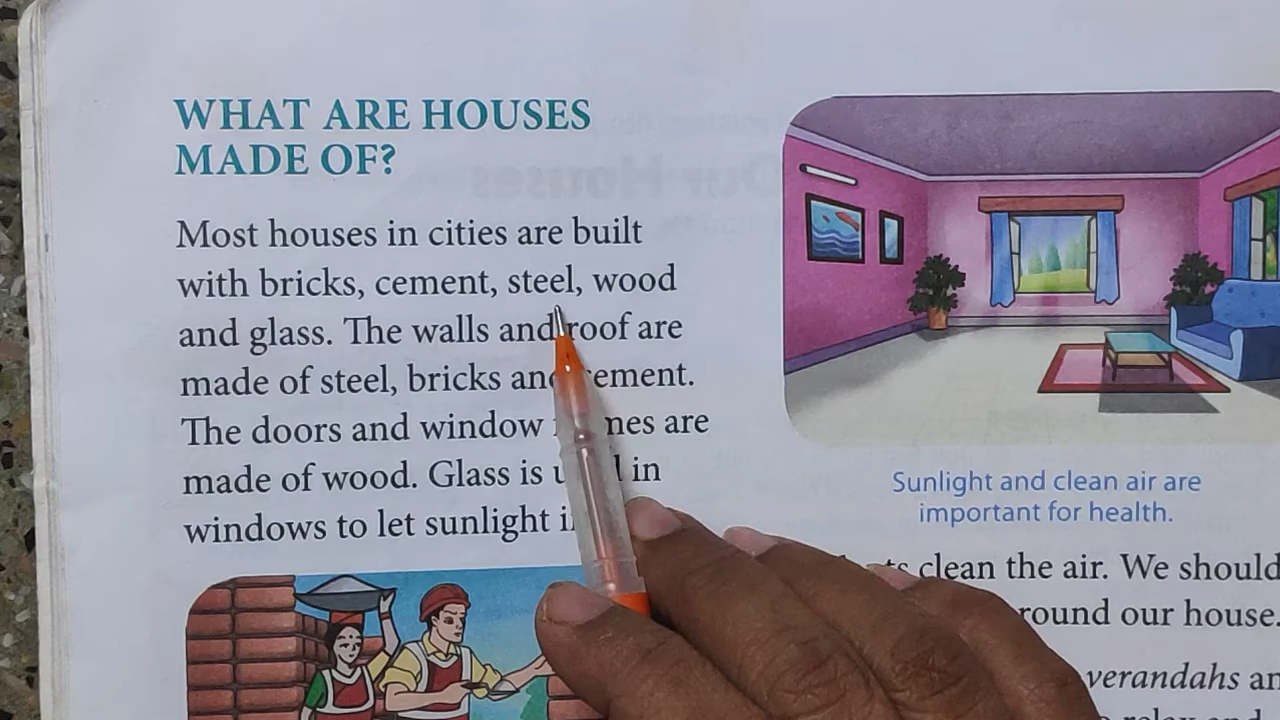 WHAT ARE HOUSES
MADE OF?
Most houses in cities are built
with bricks, cement, steel, wood
and glass. The walls and roof are
made of steel, bricks and cement.
The doors and window are
made of wood. Glass is in
windows to let sunlight
Sunlight and clean air are
important for health.
clean the air. We should
our house.
verandahs